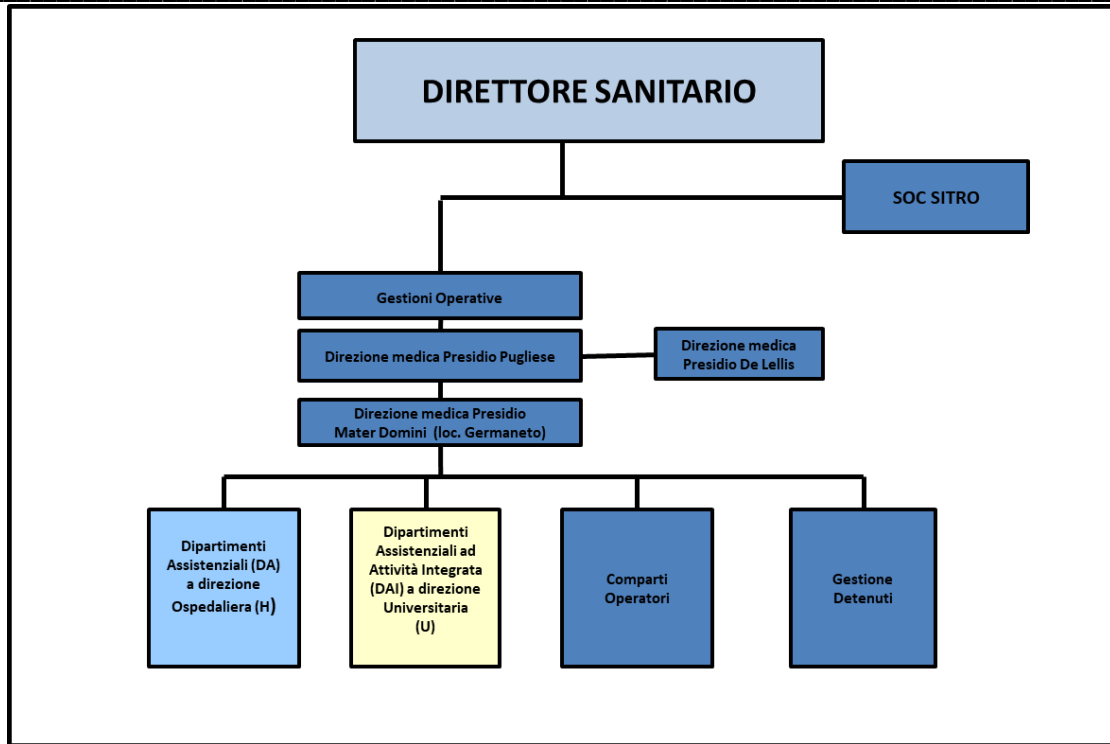 DIRETTORE SANITARIO
SOC SITRO
Gestioni Operative
Direzione medica Presidio Pugliese
Direzione medica
Presidio De Lellis
Direzione medica Presidio
Mater Domini (loc. Germaneto)
Dipartimenti
Assistenziali (DA)
a direzione
Ospedaliera (H)
Dipartimenti
Assistenziali ad
Attività Integrata
(DAI) a direzione
Universitaria
(U)
Comparti
Operatori
Gestione
Detenuti